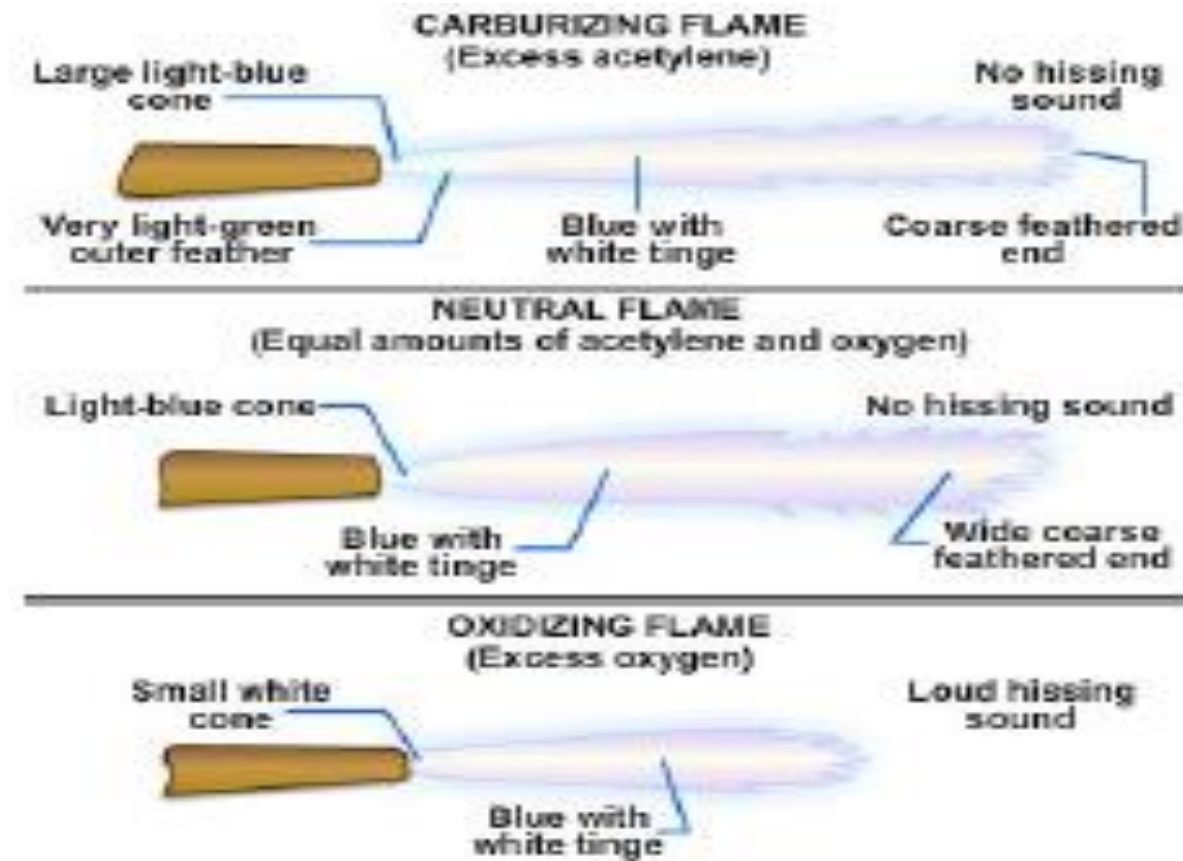 CARBURIZING FLAME
(Excess acetylene)
Large light-blue
cone
No hissing
sound
Very light-green
outer feather
Blue with
white tinge
Coarse feathered
end
NEUTRAL FLAME
(Equal amounts of acetylene and oxygen)
Light-blue cone
No hissing sound
Blue with
white tinge
Wide coarse
feathered end
OXIDIZING FLAME
(Excess oxygen)
Small white
cone
Loud hissing
sound
Blue with
white tinge